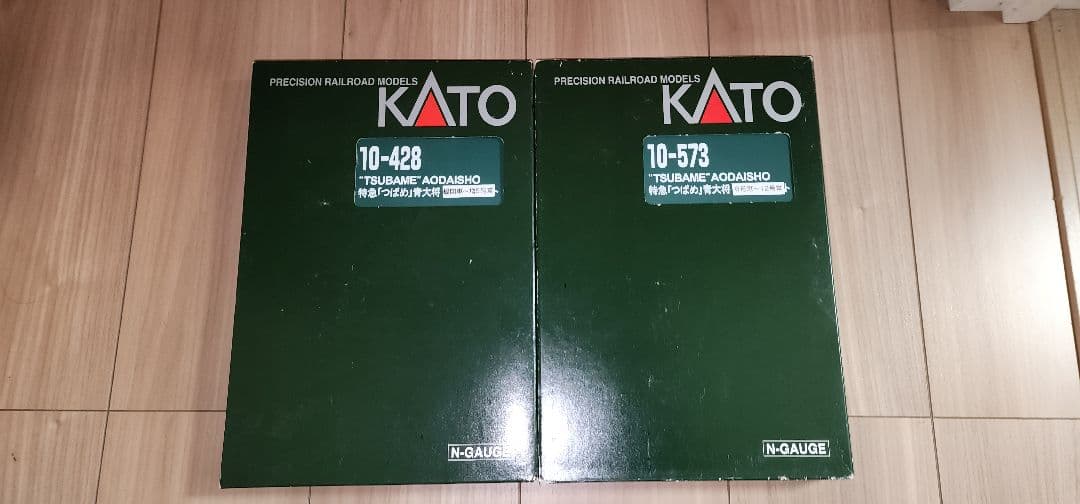 PRECISION RAILROAD MODELS
KATO
10-428
"TSUBAME" AODAISHO
特急「つばめ」青大将
N-GAUGE
PRECISION RAILROAD MODELS
KATO
10-573
"TSUBAME" AODAISHO
特急「つばめ」青大将
N-GAUGE